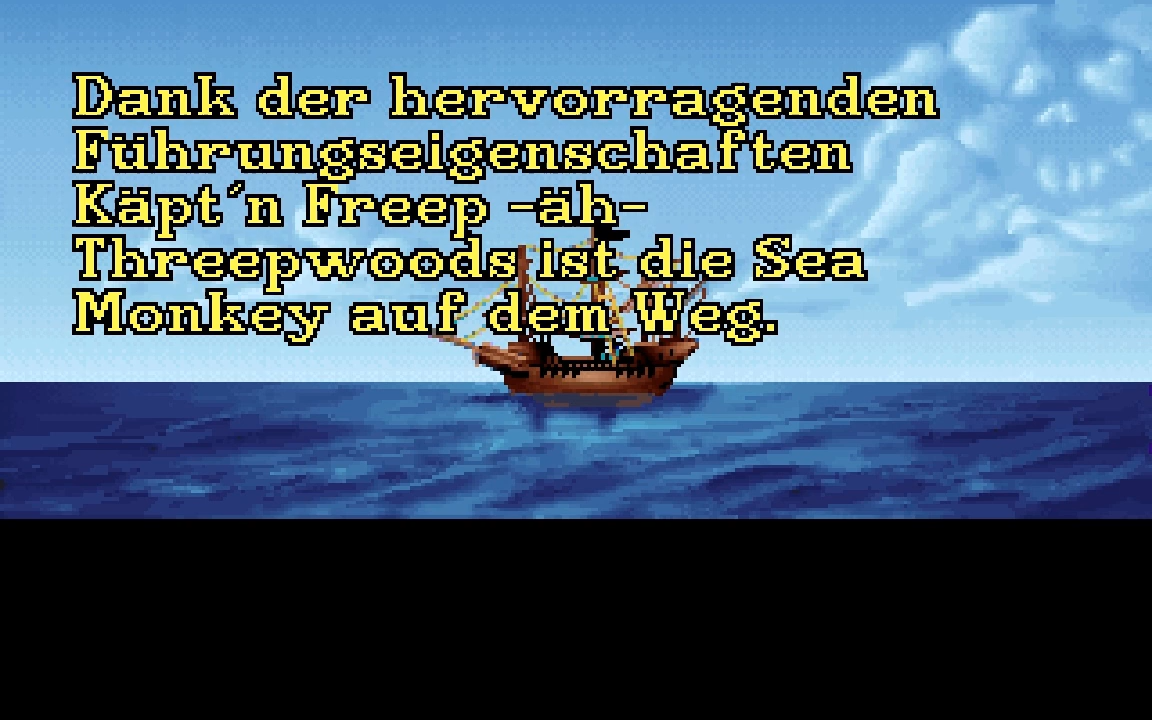 Dank der hervorragenden
Führungseigenschaften
Käpt´n Freep -äh-
Threepwoods ist die Sea
Monkey auf dem Weg.